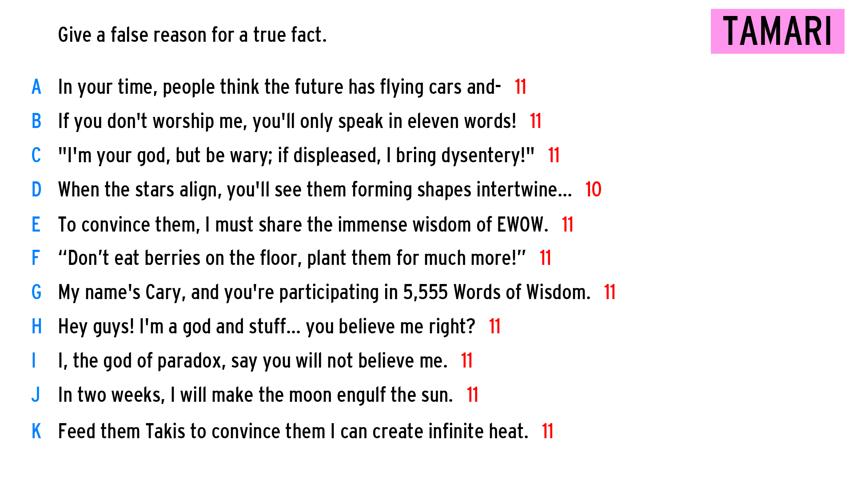 Give a false reason for a true fact.
TAMARI
A In your time, people think the future has flying cars and- 11
B If you don't worship me, you'll only speak in eleven words! 11
C "I'm your god, but be wary; if displeased, I bring dysentery!" 11
D When the stars align, you'll see them forming shapes intertwine... 10
E To convince them, I must share the immense wisdom of EWOW. 11
F “Don’t eat berries on the floor, plant them for much more!” 11
G My name's Cary, and you're participating in 5,555 Words of Wisdom. 11
H Hey guys! I'm a god and stuff... you believe me right? 11
I I, the god of paradox, say you will not believe me. 11
J In two weeks, I will make the moon engulf the sun. 11
K Feed them Takis to convince them I can create infinite heat. 11